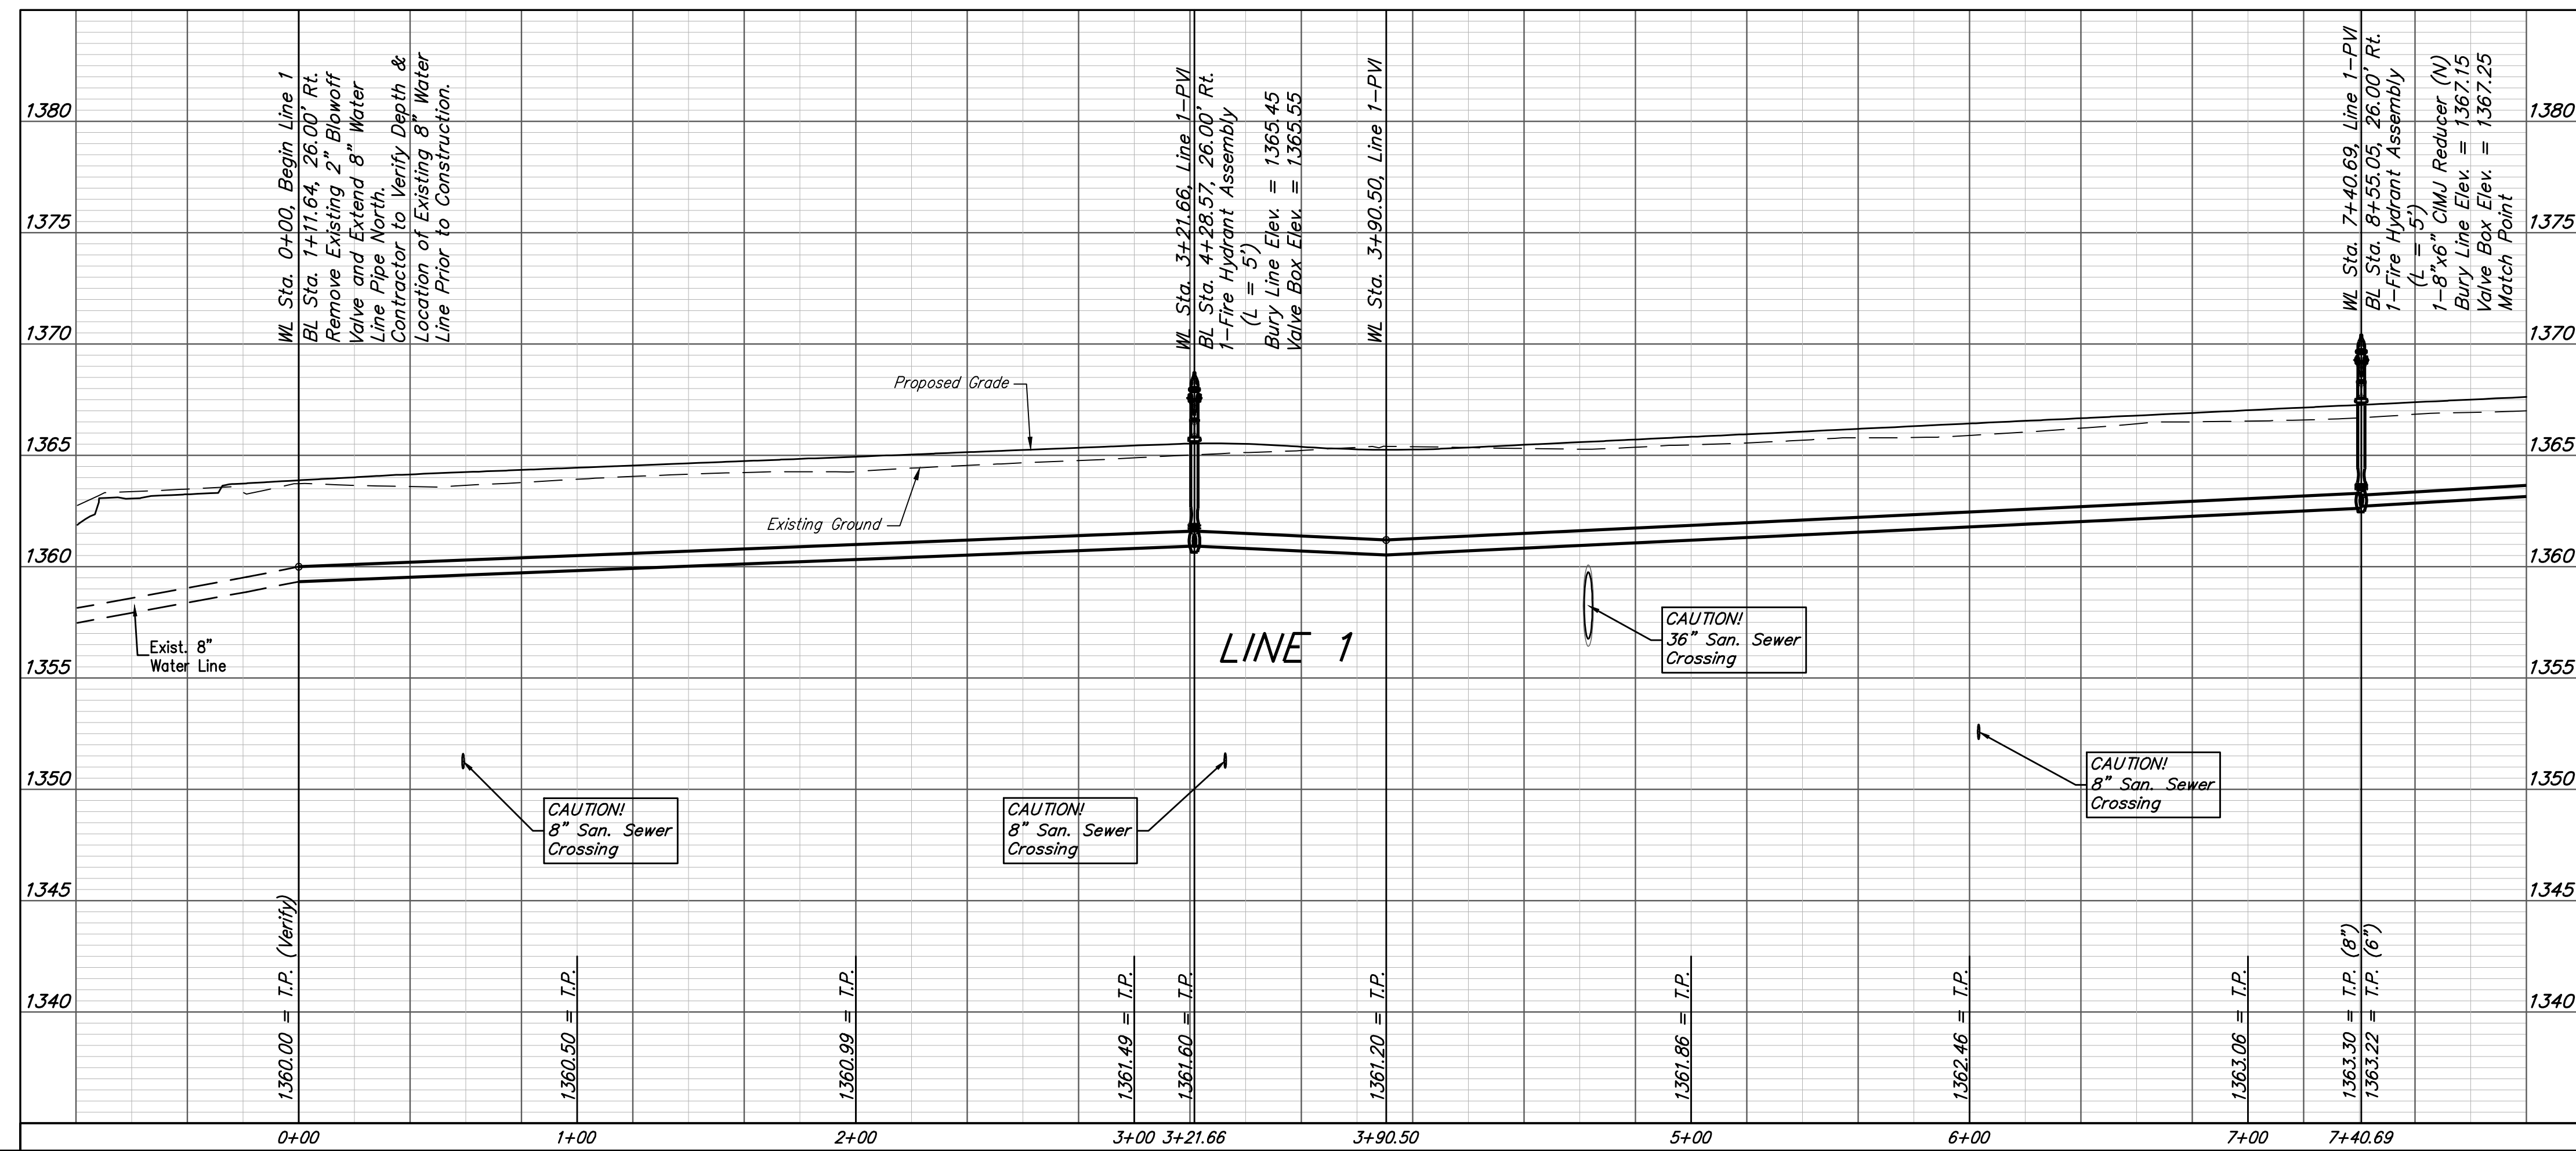 WL Sta. 0+00, Begin Line 1
BL Sta. 1+11.64, 26.00' Rt.
Remove Existing 2" Blowoff
Valve and Extend 8" Water
Line Pipe North.
Contractor to Verify Depth &
Location of Existing 8" Water
Line Prior to Construction.
WL Sta. 3+21.66, Line 1-PVI
BL Sta. 4+28.57, 26.00' Rt.
1-Fire Hydrant Assembly
(L = 5')
Bury Line Elev. = 1365.45
Valve Box Elev. = 1365.55
WL Sta. 3+90.50, Line 1-PVI
WL Sta. 7+40.69, Line 1-PVI
BL Sta. 8+55.05, 26.00' Rt.
1-Fire Hydrant Assembly
(L = 5')
1-8"x6" CIMJ Reducer (N)
Bury Line Elev. = 1367.15
Valve Box Elev. = 1367.25
Match Point
1380
1375
1370
1365
1360
1355
1350
1345
1340
1380
1375
1370
1365
1360
1355
1350
1345
1340
Proposed Grade
Existing Ground
Exist. 8"
Water Line
LINE 1
CAUTION!
36" San. Sewer
Crossing
CAUTION!
8" San. Sewer
Crossing
CAUTION!
8" San. Sewer
Crossing
CAUTION!
8" San. Sewer
Crossing
1360.00 = T.P. (Verify)
1360.50 = T.P.
1360.99 = T.P.
1361.49 = T.P.
1361.60 = T.P.
1361.20 = T.P.
1361.86 = T.P.
1362.46 = T.P.
1363.06 = T.P.
1363.30 = T.P. (8")
1363.22 = T.P. (6")
0+00
1+00
2+00
3+00
3+21.66
3+90.50
5+00
6+00
7+00
7+40.69